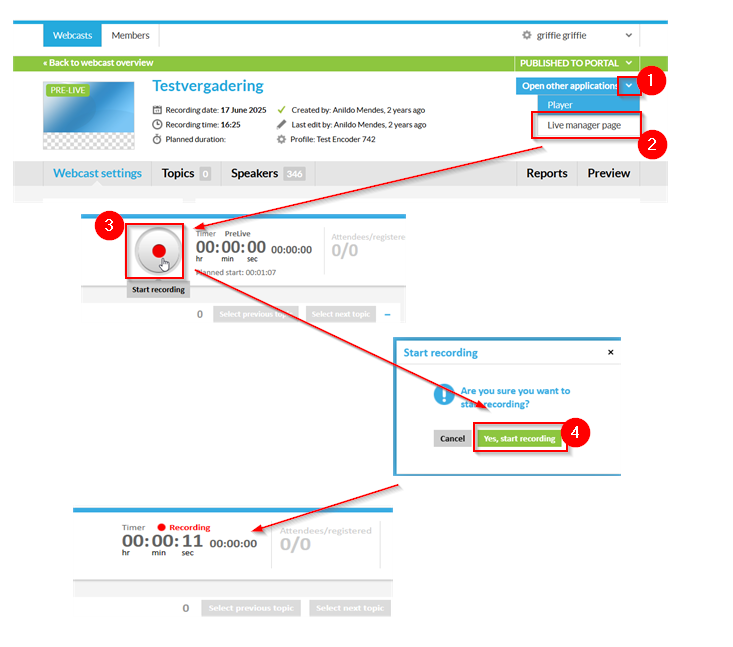 Webcasts Members griffie griffie
« Back to webcast overview PUBLISHED TO PORTAL
PRE-LIVE Testvergadering Open other applications 1
Recording date: 17 June 2025 Created by: Anildo Mendes, 2 years ago Player
Recording time: 16:25 Last edit by: Anildo Mendes, 2 years ago Live manager page
Planned duration: Profile: Test Encoder 742 2
Webcast settings Topics 0 Speakers 346 Reports Preview
3
Timer PreLive Attendees/registere
00:00:00 00:00:00 0/0
hr min sec
Planned start: 00:01:07
Start recording
0 Select previous topic Select next topic –
Start recording ×
Are you sure you want to
start recording?
Cancel Yes, start recording 4
Timer Recording Attendees/registered
00:00:11 00:00:00 0/0
hr min sec
0 Select previous topic Select next topic